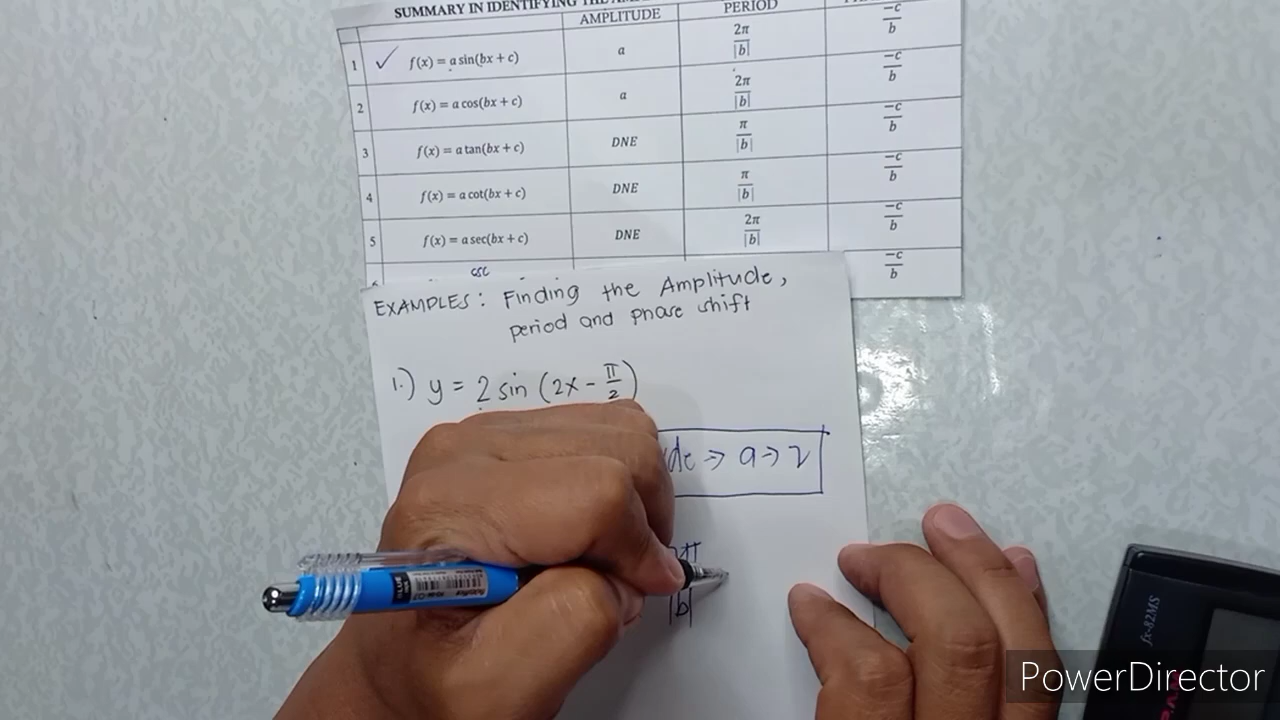 SUMMARY IN IDENTIFYING THE
AMPLITUDE PERIOD
1 ✓ f(x) = a sin(bx + c) a 2π/|b| -c/b
2 f(x) = a cos(bx + c) a 2π/|b| -c/b
3 f(x) = a tan(bx + c) DNE π/|b| -c/b
4 f(x) = a cot(bx + c) DNE π/|b| -c/b
5 f(x) = a sec(bx + c) DNE 2π/|b| -c/b
csc -c/b
EXAMPLES: Finding the Amplitude,
period and phase shift
1.) y = 2 sin (2x - π/2)
de → a → 2
2π/|b|
fx-82MS
PowerDirector